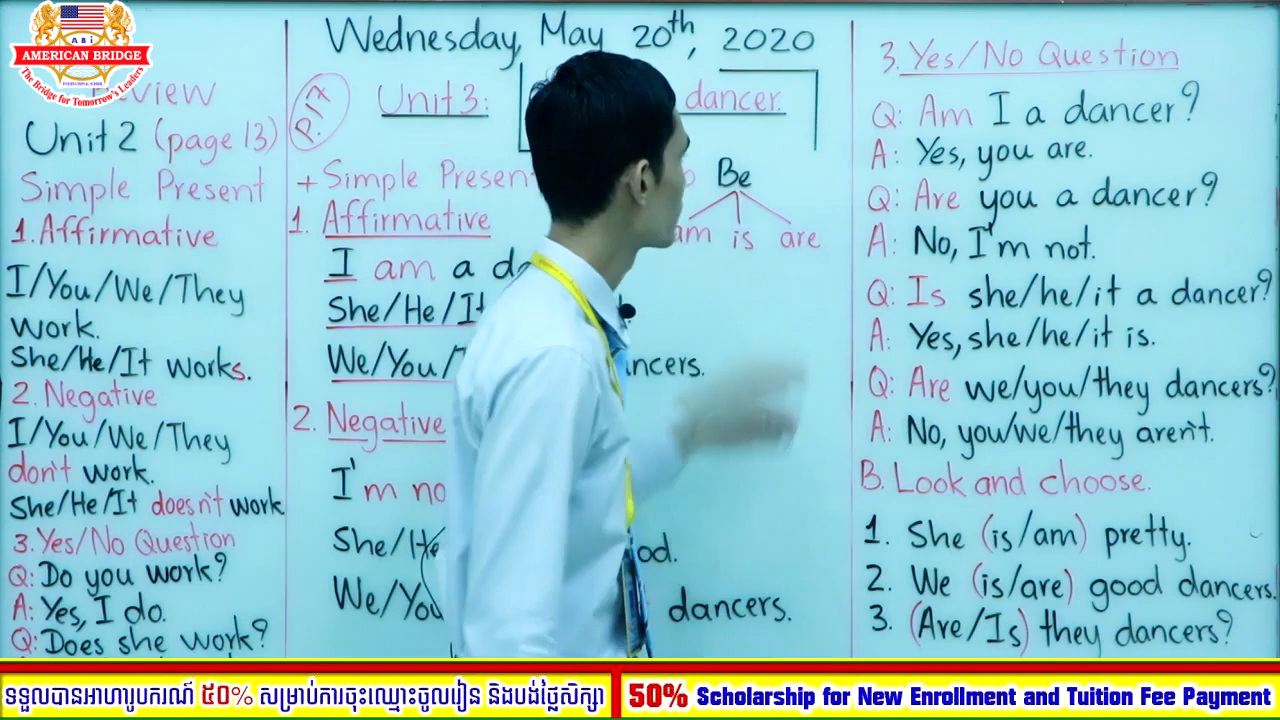 ABi
AMERICAN BRIDGE
INTERNATIONAL SCHOOL
The Bridge for Tomorrow's Leaders
Review
Unit 2 (page 13)
Simple Present
1. Affirmative
I/You/We/They
work.
She/He/It works.
2. Negative
I/You/We/They
don't work.
She/He/It doesn't work
3. Yes/No Question
Q: Do you work?
A: Yes, I do.
Q: Does she work?
Wednesday, May 20th, 2020
P.17
Unit 3: dancer.
+ Simple Present
Be
am is are
1. Affirmative
I am a
She/He/It
We/You/ dancers.
2. Negative
I'm
She/He
We/You dancers.
3. Yes/No Question
Q: Am I a dancer?
A: Yes, you are.
Q: Are you a dancer?
A: No, I'm not.
Q: Is she/he/it a dancer?
A: Yes, she/he/it is.
Q: Are we/you/they dancers?
A: No, you/we/they aren't.
B. Look and choose.
1. She (is/am) pretty.
2. We (is/are) good dancers.
3. (Are/Is) they dancers?
ទទួលបានអាហារូបករណ៍ ៥០% សម្រាប់ការចុះឈ្មោះចូលរៀន និងបង់ថ្លៃសិក្សា
50% Scholarship for New Enrollment and Tuition Fee Payment